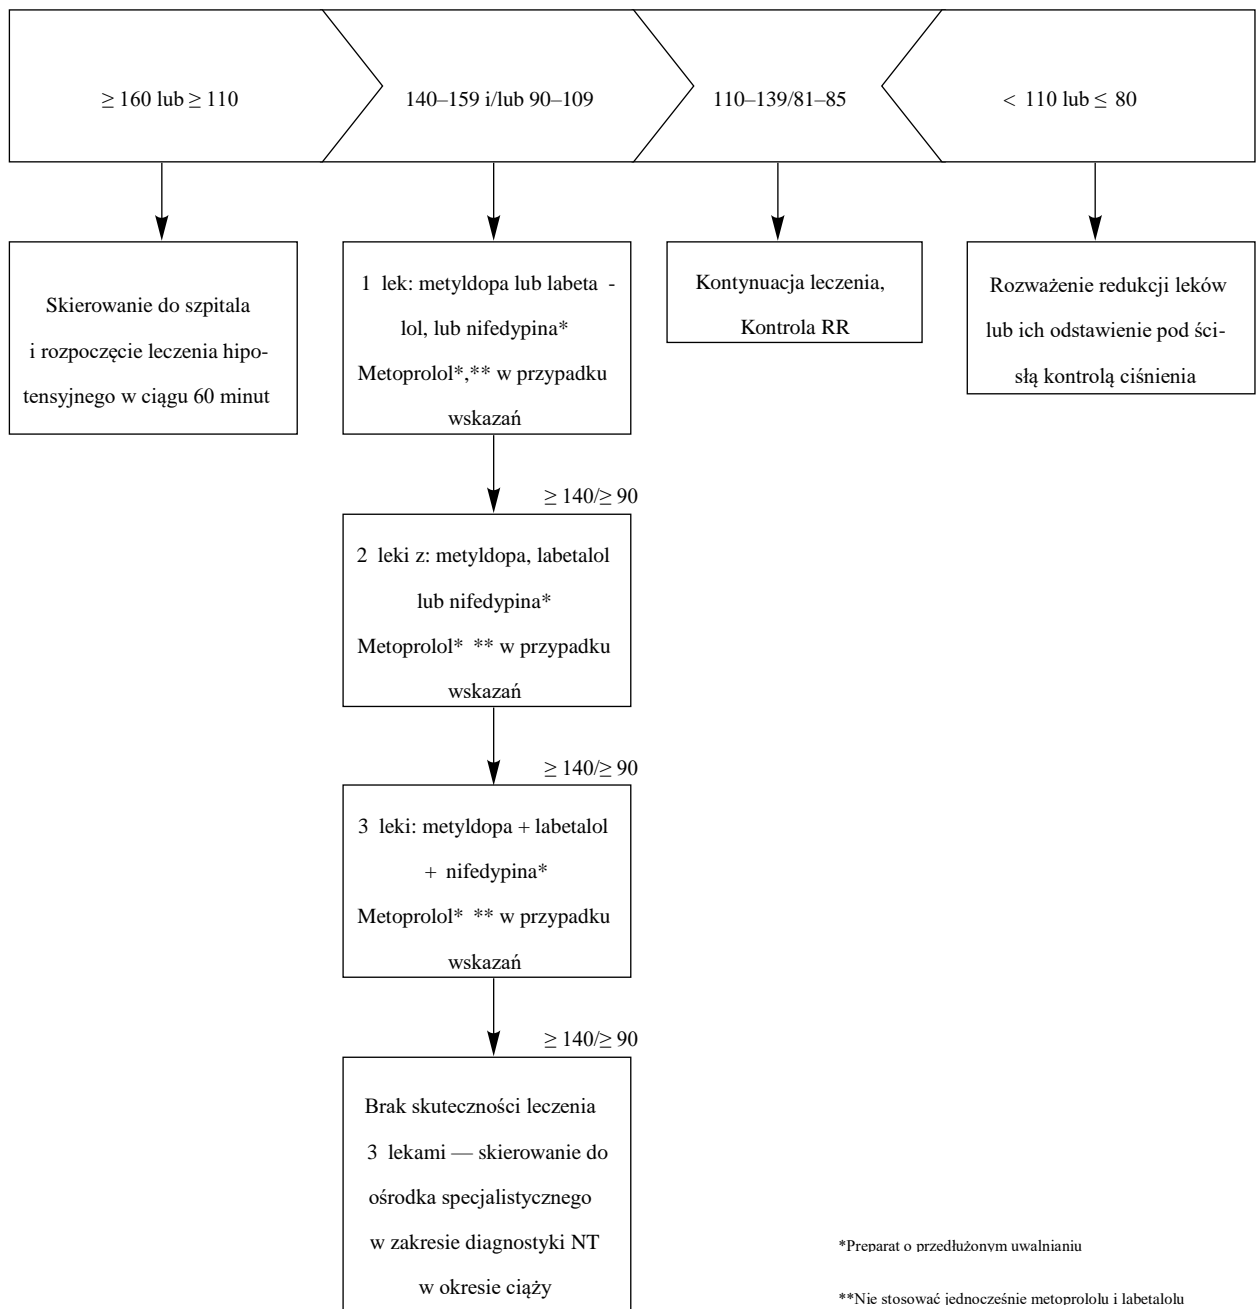 ≥ 160 lub ≥ 110
140–159 i/lub 90–109
110–139/81–85
< 110 lub ≤ 80
Skierowanie do szpitala
i rozpoczęcie leczenia hipo-
tensyjnego w ciągu 60 minut
1 lek: metyldopa lub labeta -
lol, lub nifedypina*
Metoprolol*,** w przypadku
wskazań
Kontynuacja leczenia,
Kontrola RR
Rozważenie redukcji leków
lub ich odstawienie pod ści-
słą kontrolą ciśnienia
≥ 140/≥ 90
2 leki z: metyldopa, labetalol
lub nifedypina*
Metoprolol* ** w przypadku
wskazań
≥ 140/≥ 90
3 leki: metyldopa + labetalol
+ nifedypina*
Metoprolol* ** w przypadku
wskazań
≥ 140/≥ 90
Brak skuteczności leczenia
3 lekami — skierowanie do
ośrodka specjalistycznego
w zakresie diagnostyki NT
w okresie ciąży
*Preparat o przedłużonym uwalnianiu
**Nie stosować jednocześnie metoprololu i labetalolu